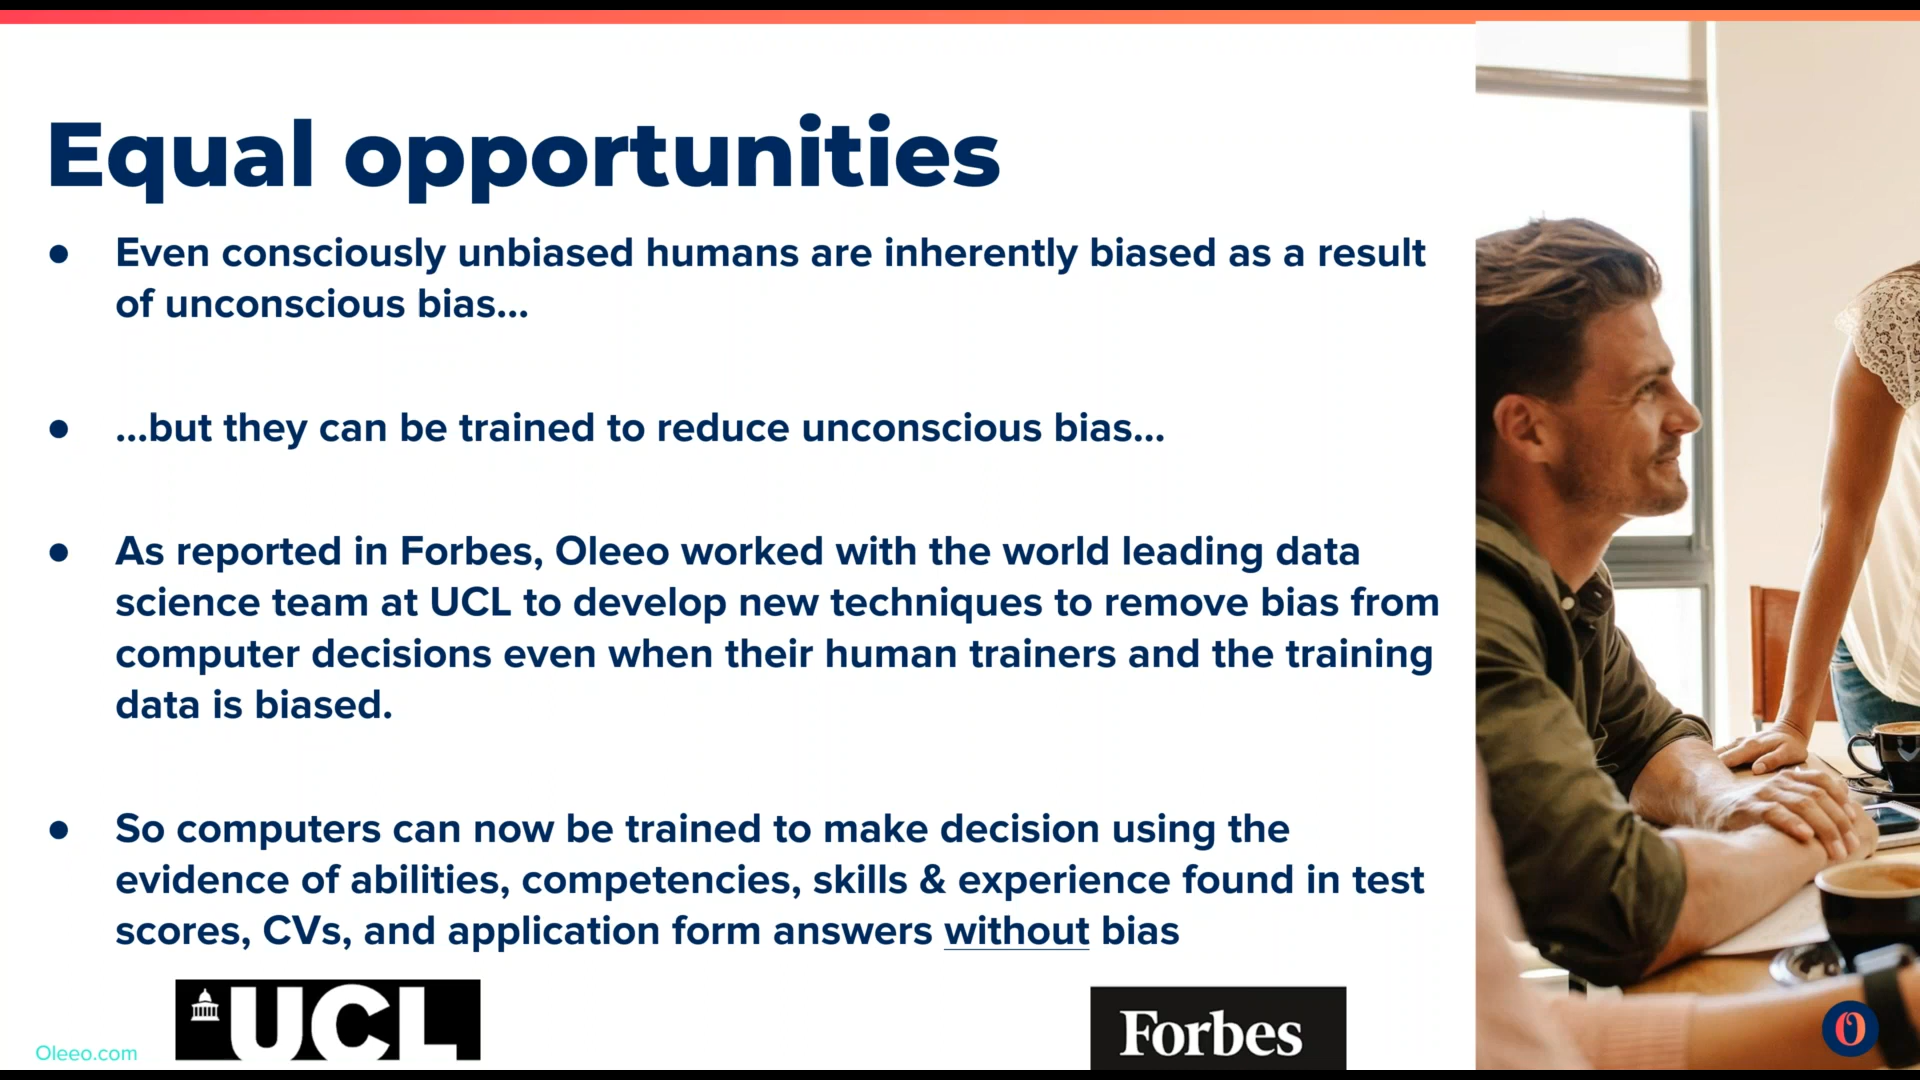 Equal opportunities
● Even consciously unbiased humans are inherently biased as a result
of unconscious bias...
● ...but they can be trained to reduce unconscious bias...
● As reported in Forbes, Oleeo worked with the world leading data
science team at UCL to develop new techniques to remove bias from
computer decisions even when their human trainers and the training
data is biased.
● So computers can now be trained to make decision using the
evidence of abilities, competencies, skills & experience found in test
scores, CVs, and application form answers without bias
UCL
Forbes
Oleeo.com
O